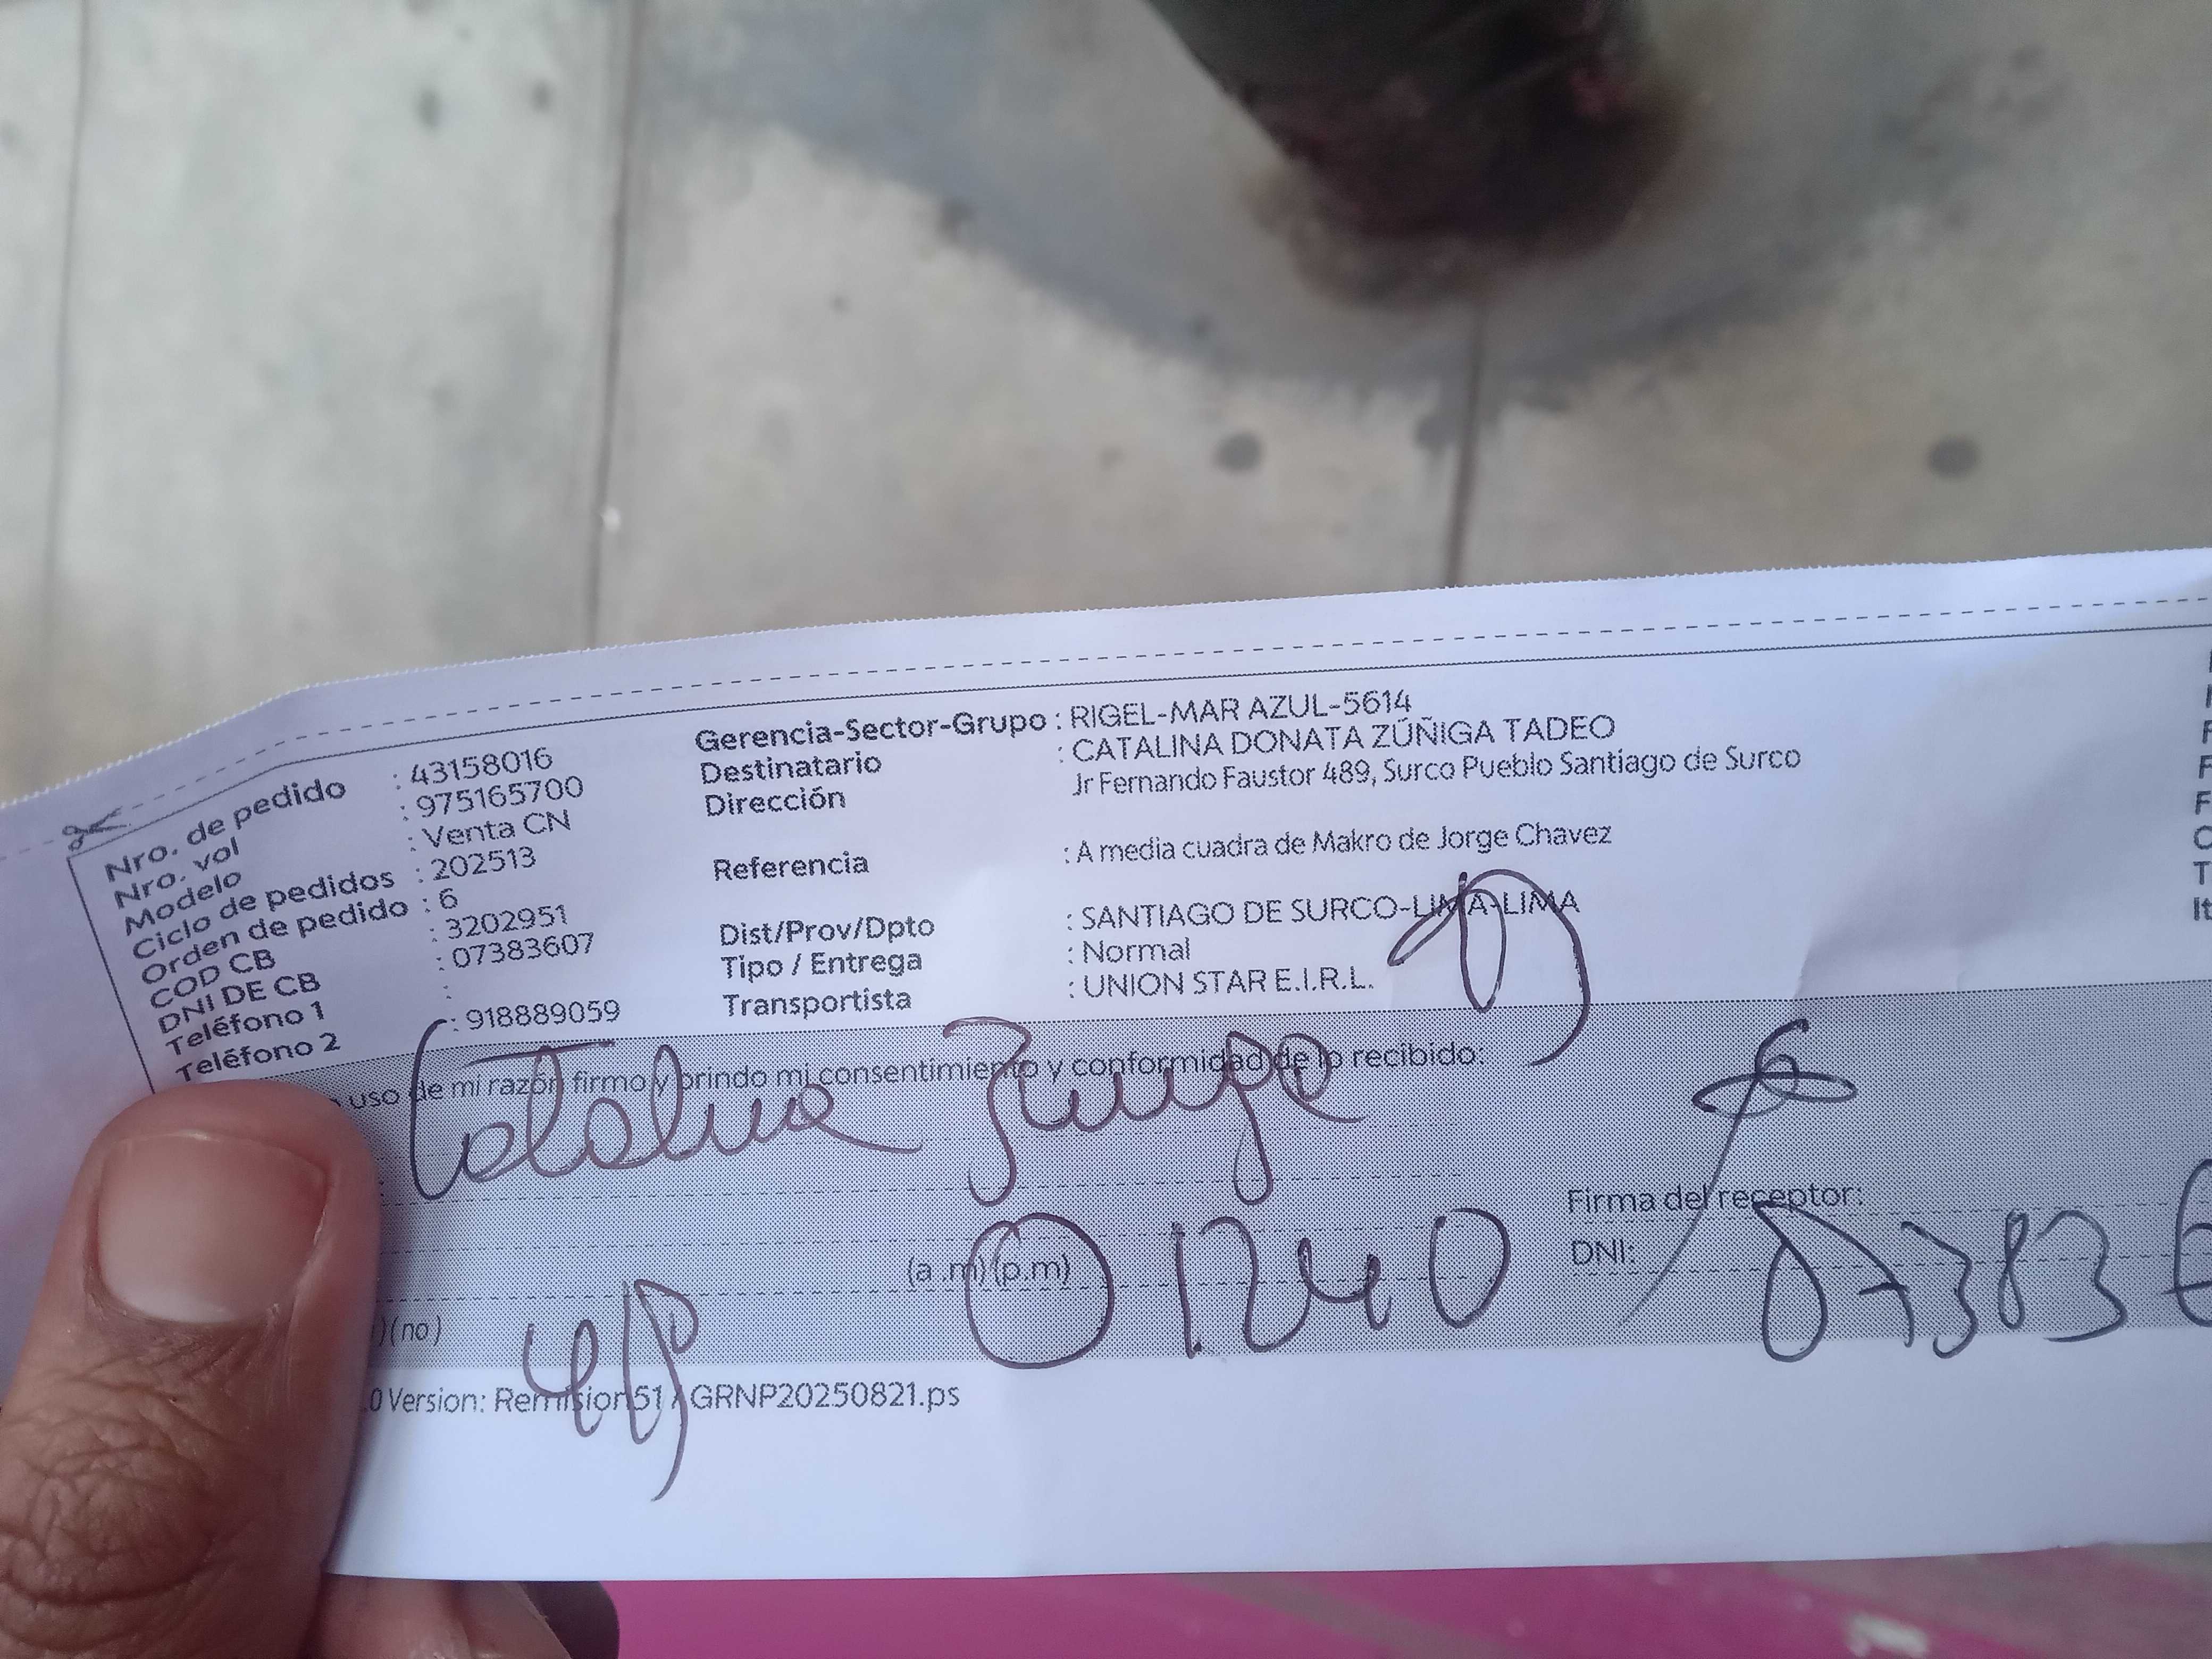 Nro. de pedido : 43158016
Nro. vol : 975165700
Modelo : Venta CN
Ciclo de pedidos : 202513
Orden de pedido : 6
COD CB : 3202951
DNI DE CB : 07383607
Teléfono 1 :
Teléfono 2 : 918889059
Gerencia-Sector-Grupo : RIGEL-MAR AZUL-5614
Destinatario : CATALINA DONATA ZÚÑIGA TADEO
Dirección Jr Fernando Faustor 489, Surco Pueblo Santiago de Surco
Referencia : A media cuadra de Makro de Jorge Chavez
Dist/Prov/Dpto : SANTIAGO DE SURCO-LIMA-LIMA
Tipo / Entrega : Normal
Transportista : UNION STAR E.I.R.L.
uso de mi razón firmo y brindo mi consentimiento y conformidad de lo recibido:
Catalina Zuñiga
Firma del receptor:
(a .m) (p.m) 1240
DNI: 07383
)(no)
.0 Version: Remision51 / GRNP20250821.ps